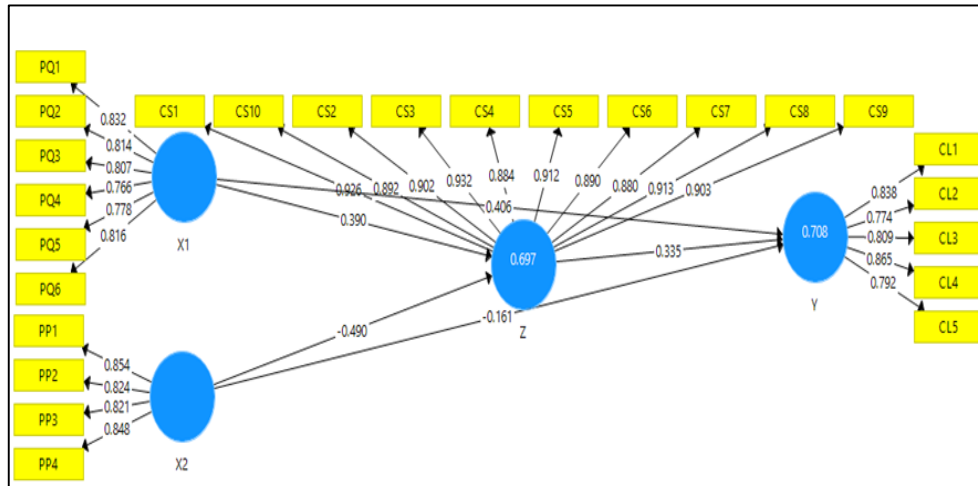 PQ1
PQ2
PQ3
PQ4
PQ5
PQ6
0.832
0.814
0.807
0.766
0.778
0.816
X1
CS1
CS10
CS2
CS3
CS4
CS5
CS6
CS7
CS8
CS9
0.926
0.892
0.902
0.932
0.884
0.912
0.890
0.880
0.913
0.903
0.406
0.390
0.697
Z
0.335
-0.490
-0.161
0.708
Y
CL1
CL2
CL3
CL4
CL5
0.838
0.774
0.809
0.865
0.792
PP1
PP2
PP3
PP4
0.854
0.824
0.821
0.848
X2